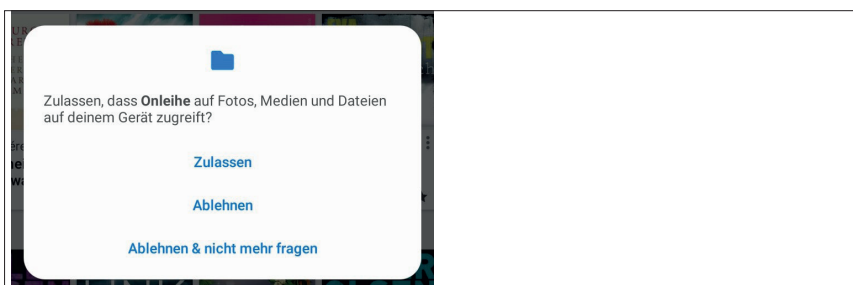 Zulassen, dass Onleihe auf Fotos, Medien und Dateien
auf deinem Gerät zugreift?
Zulassen
Ablehnen
Ablehnen & nicht mehr fragen